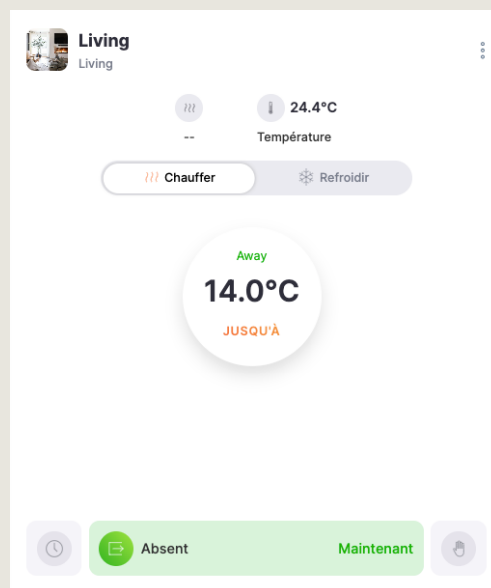 Living
Living
24.4°C
--
Température
Chauffer
Refroidir
Away
14.0°C
JUSQU'À
Absent
Maintenant